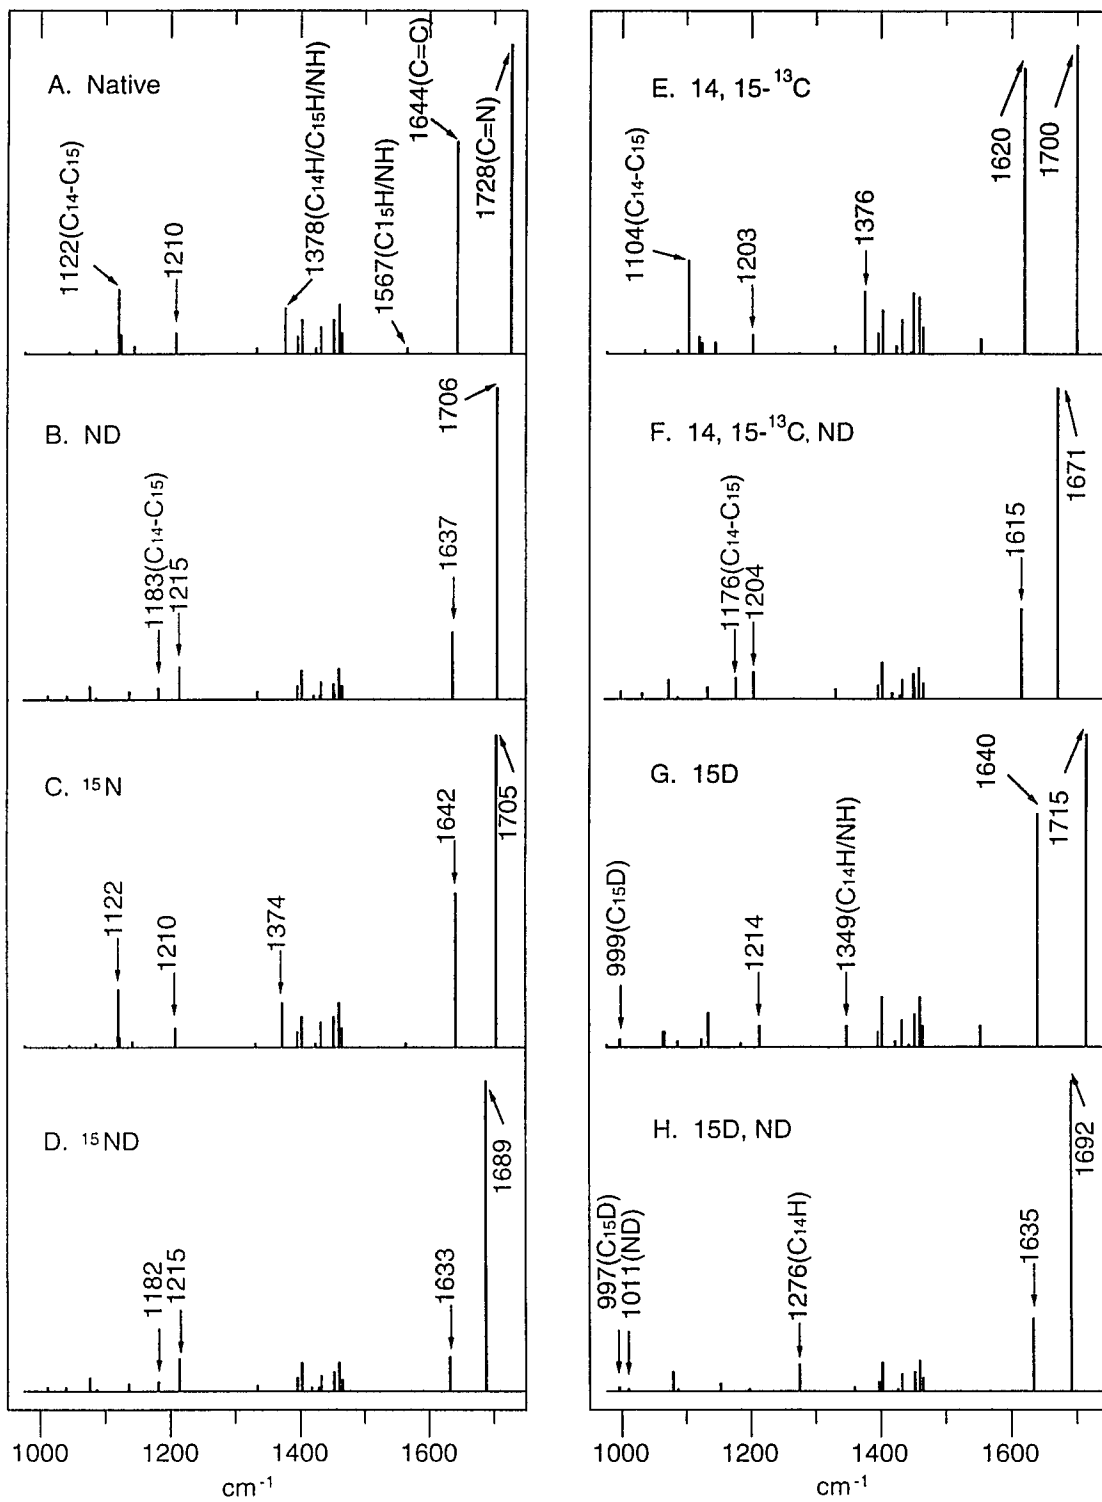 A. Native
1122(C14-C15)
1210
1378(C14H/C15H/NH)
1567(C15H/NH)
1644(C=C)
1728(C=N)
B. ND
1183(C14-C15)
1215
1637
1706
C. 15N
1122
1210
1374
1642
1705
D. 15ND
1182
1215
1633
1689
1000 1200 1400 1600
cm-1
E. 14, 15-13C
1104(C14-C15)
1203
1376
1620
1700
F. 14, 15-13C, ND
1176(C14-C15)
1204
1615
1671
G. 15D
999(C15D)
1214
1349(C14H/NH)
1640
1715
H. 15D, ND
997(C15D)
1011(ND)
1276(C14H)
1635
1692
1000 1200 1400 1600
cm-1